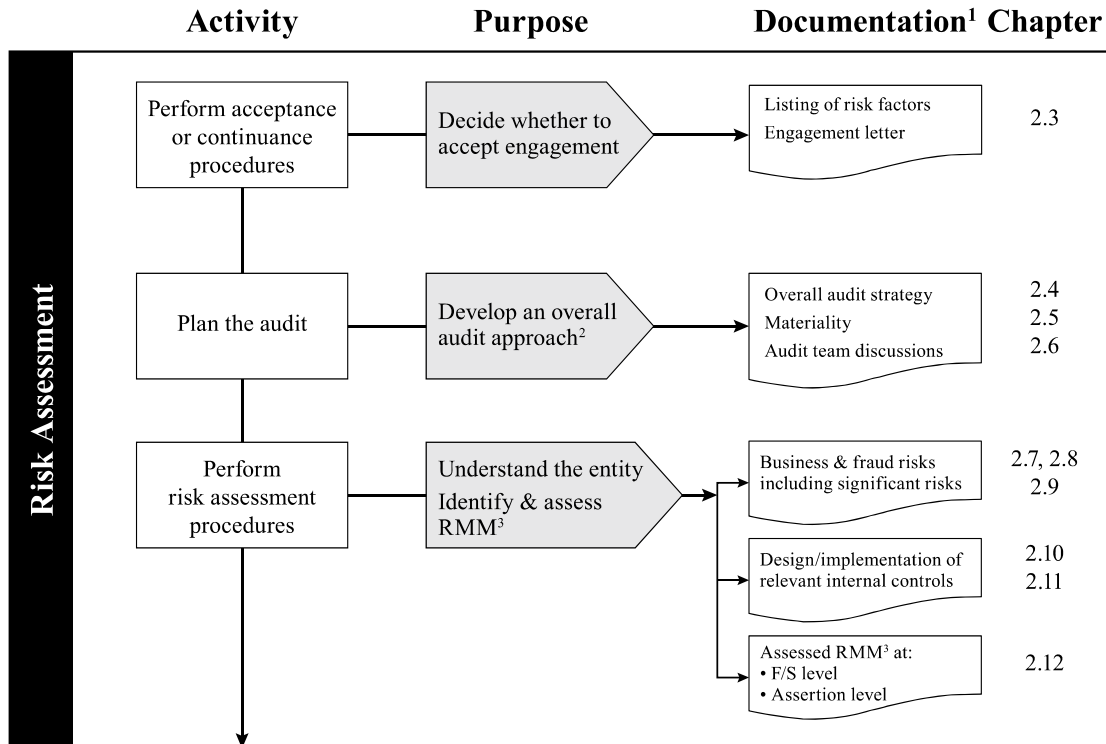 Activity
Purpose
Documentation¹
Chapter
Risk Assessment
Perform acceptance
or continuance
procedures
Decide whether to
accept engagement
Listing of risk factors
Engagement letter
2.3
Plan the audit
Develop an overall
audit approach²
Overall audit strategy
Materiality
Audit team discussions
2.4
2.5
2.6
Perform
risk assessment
procedures
Understand the entity
Identify & assess
RMM³
Business & fraud risks
including significant risks
2.7, 2.8
2.9
Design/implementation of
relevant internal controls
2.10
2.11
Assessed RMM³ at:
• F/S level
• Assertion level
2.12